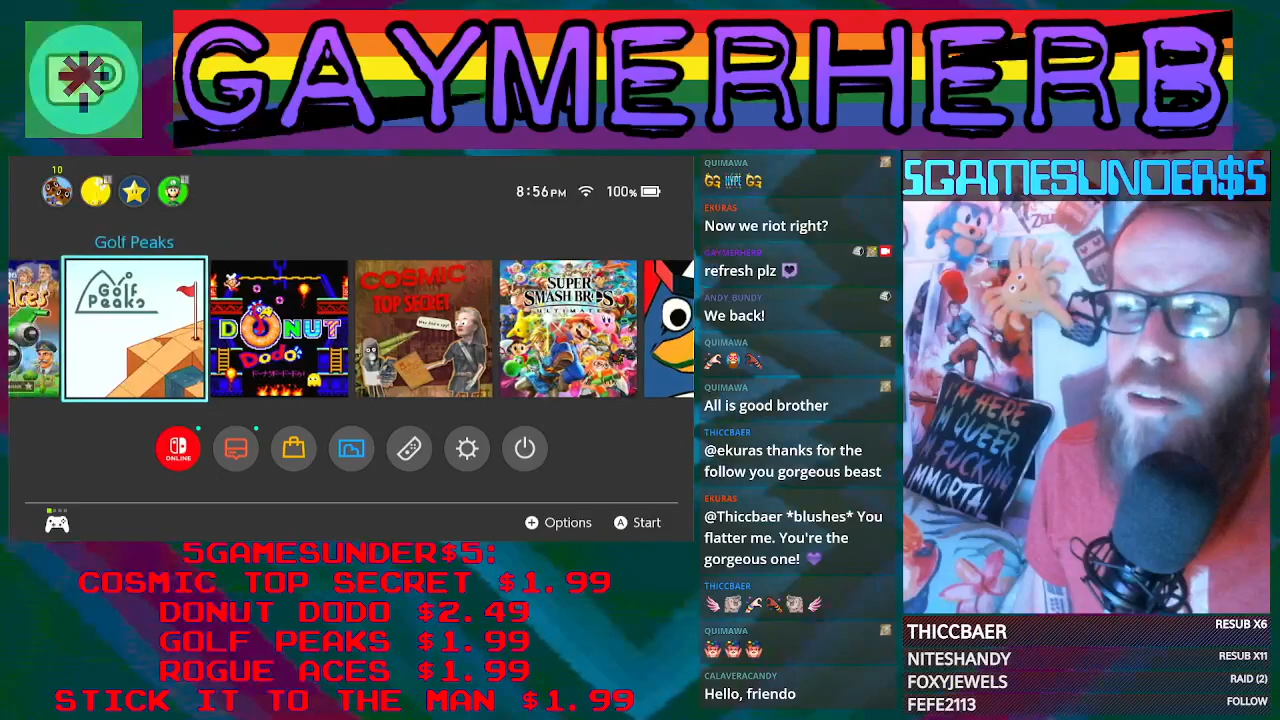 GAYMERHERB
10
8:56PM
100%
Golf Peaks
Golf Peaks
DONUT
Dodo
COSMIC
TOP SECRET
SUPER
SMASH BROS
ULTIMATE
ONLINE
Options
Start
5GAMESUNDER$5:
COSMIC TOP SECRET $1.99
DONUT DODO $2.49
GOLF PEAKS $1.99
ROGUE ACES $1.99
STICK IT TO THE MAN $1.99
QUIMAWA
GG HYPE GG
EKURAS
Now we riot right?
GAYMERHERB
refresh plz
ANDY_BUNDY
We back!
QUIMAWA
QUIMAWA
All is good brother
THICCBAER
@ekuras thanks for the
follow you gorgeous beast
EKURAS
@Thiccbaer *blushes* You
flatter me. You're the
gorgeous one!
THICCBAER
QUIMAWA
CALAVERACANDY
Hello, friendo
5GAMESUNDER$5
I'M HERE
I'M QUEER
I'M FUCKING
IMMORTAL
THICCBAER
RESUB X6
NITESHANDY
RESUB X11
FOXYJEWELS
RAID (2)
FEFE2113
FOLLOW